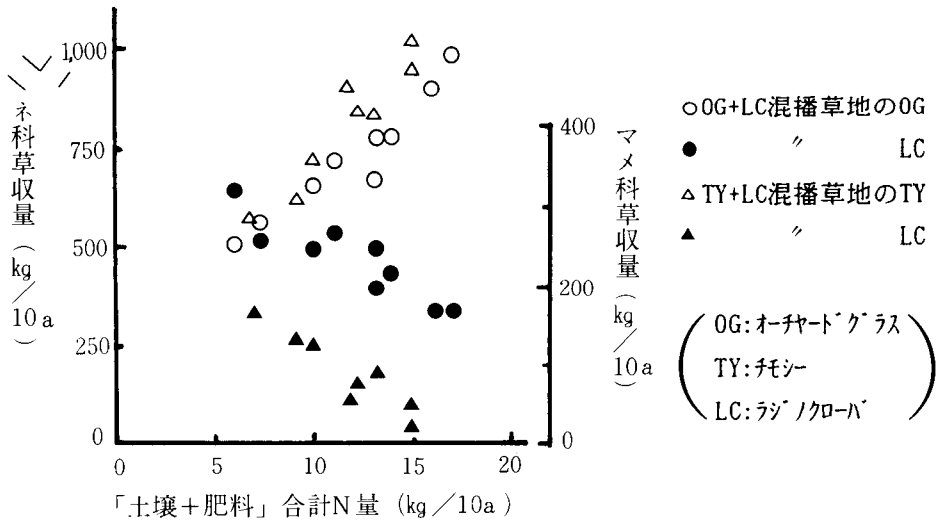 イネ科草収量(kg/10a)
1,000
750
500
250
0
0
5
10
15
20
「土壌+肥料」合計N量(kg/10a)
400
200
0
マメ科草収量(kg/10a)
○OG+LC混播草地のOG
● 〃 LC
△TY+LC混播草地のTY
▲ 〃 LC
OG:オーチャードグラス
TY:チモシー
LC:ラジノクローバ